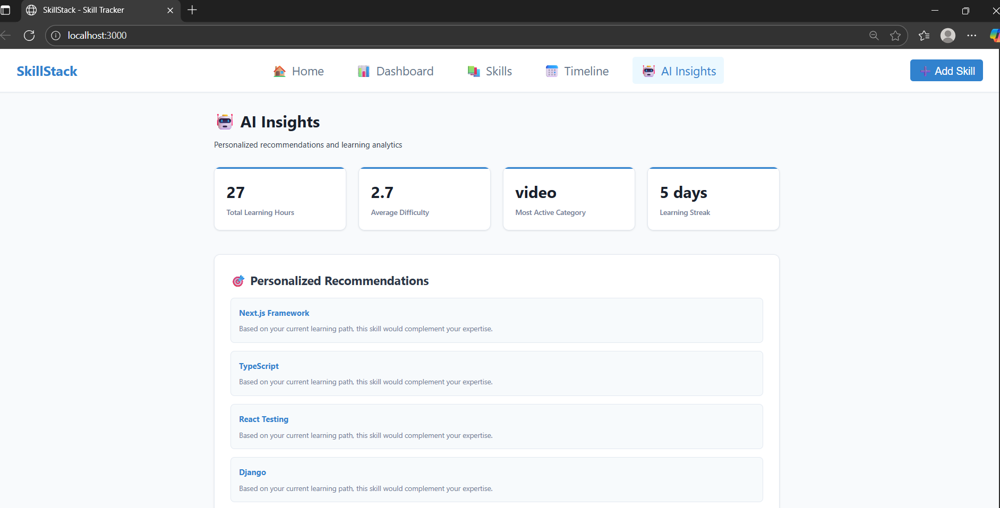 SkillStack - Skill Tracker
localhost:3000
SkillStack
Home
Dashboard
Skills
Timeline
AI Insights
Add Skill
AI Insights
Personalized recommendations and learning analytics
27
Total Learning Hours
2.7
Average Difficulty
video
Most Active Category
5 days
Learning Streak
Personalized Recommendations
Next.js Framework
Based on your current learning path, this skill would complement your expertise.
TypeScript
Based on your current learning path, this skill would complement your expertise.
React Testing
Based on your current learning path, this skill would complement your expertise.
Django
Based on your current learning path, this skill would complement your expertise.